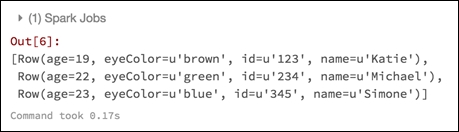 ▸ (1) Spark Jobs
Out[6]:
[Row(age=19, eyeColor=u'brown', id=u'123', name=u'Katie'),
 Row(age=22, eyeColor=u'green', id=u'234', name=u'Michael'),
 Row(age=23, eyeColor=u'blue', id=u'345', name=u'Simone')]
Command took 0.17s